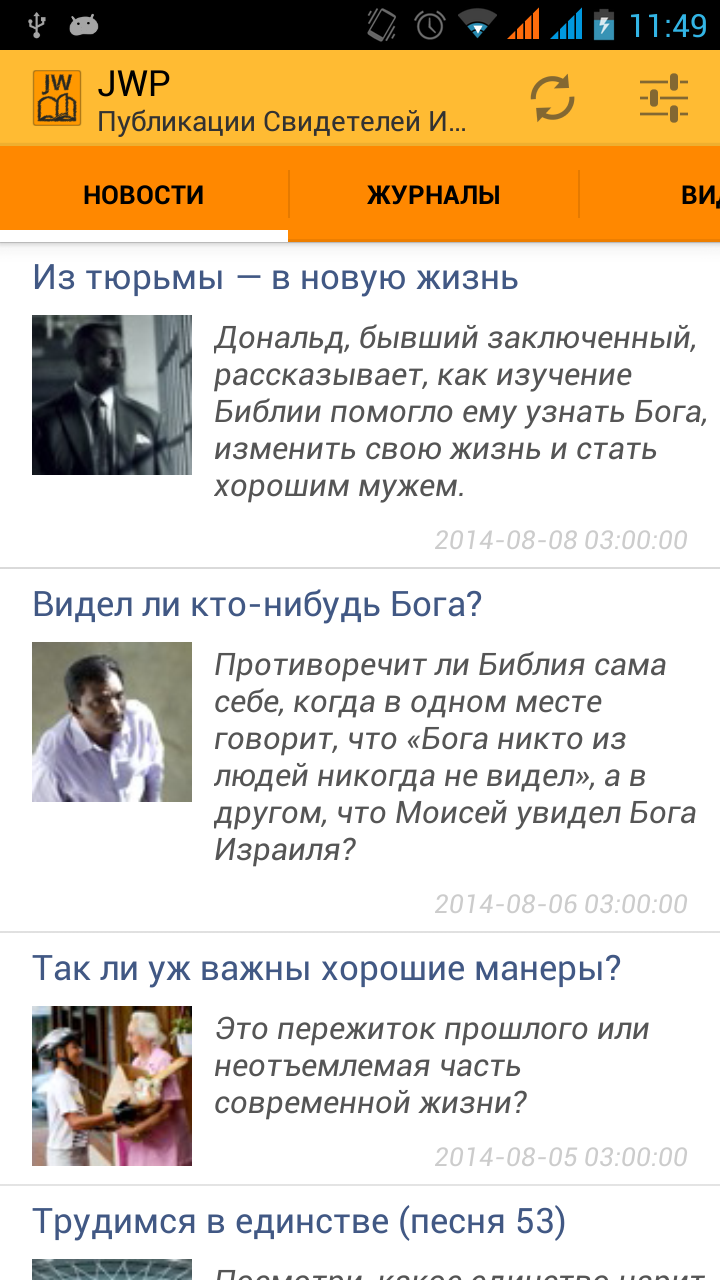 11:49
JW
JWP
Публикации Свидетелей И...
НОВОСТИ
ЖУРНАЛЫ
Из тюрьмы — в новую жизнь
Дональд, бывший заключенный,
рассказывает, как изучение
Библии помогло ему узнать Бога,
изменить свою жизнь и стать
хорошим мужем.
2014-08-08 03:00:00
Видел ли кто-нибудь Бога?
Противоречит ли Библия сама
себе, когда в одном месте
говорит, что «Бога никто из
людей никогда не видел», а в
другом, что Моисей увидел Бога
Израиля?
2014-08-06 03:00:00
Так ли уж важны хорошие манеры?
Это пережиток прошлого или
неотъемлемая часть
современной жизни?
2014-08-05 03:00:00
Трудимся в единстве (песня 53)